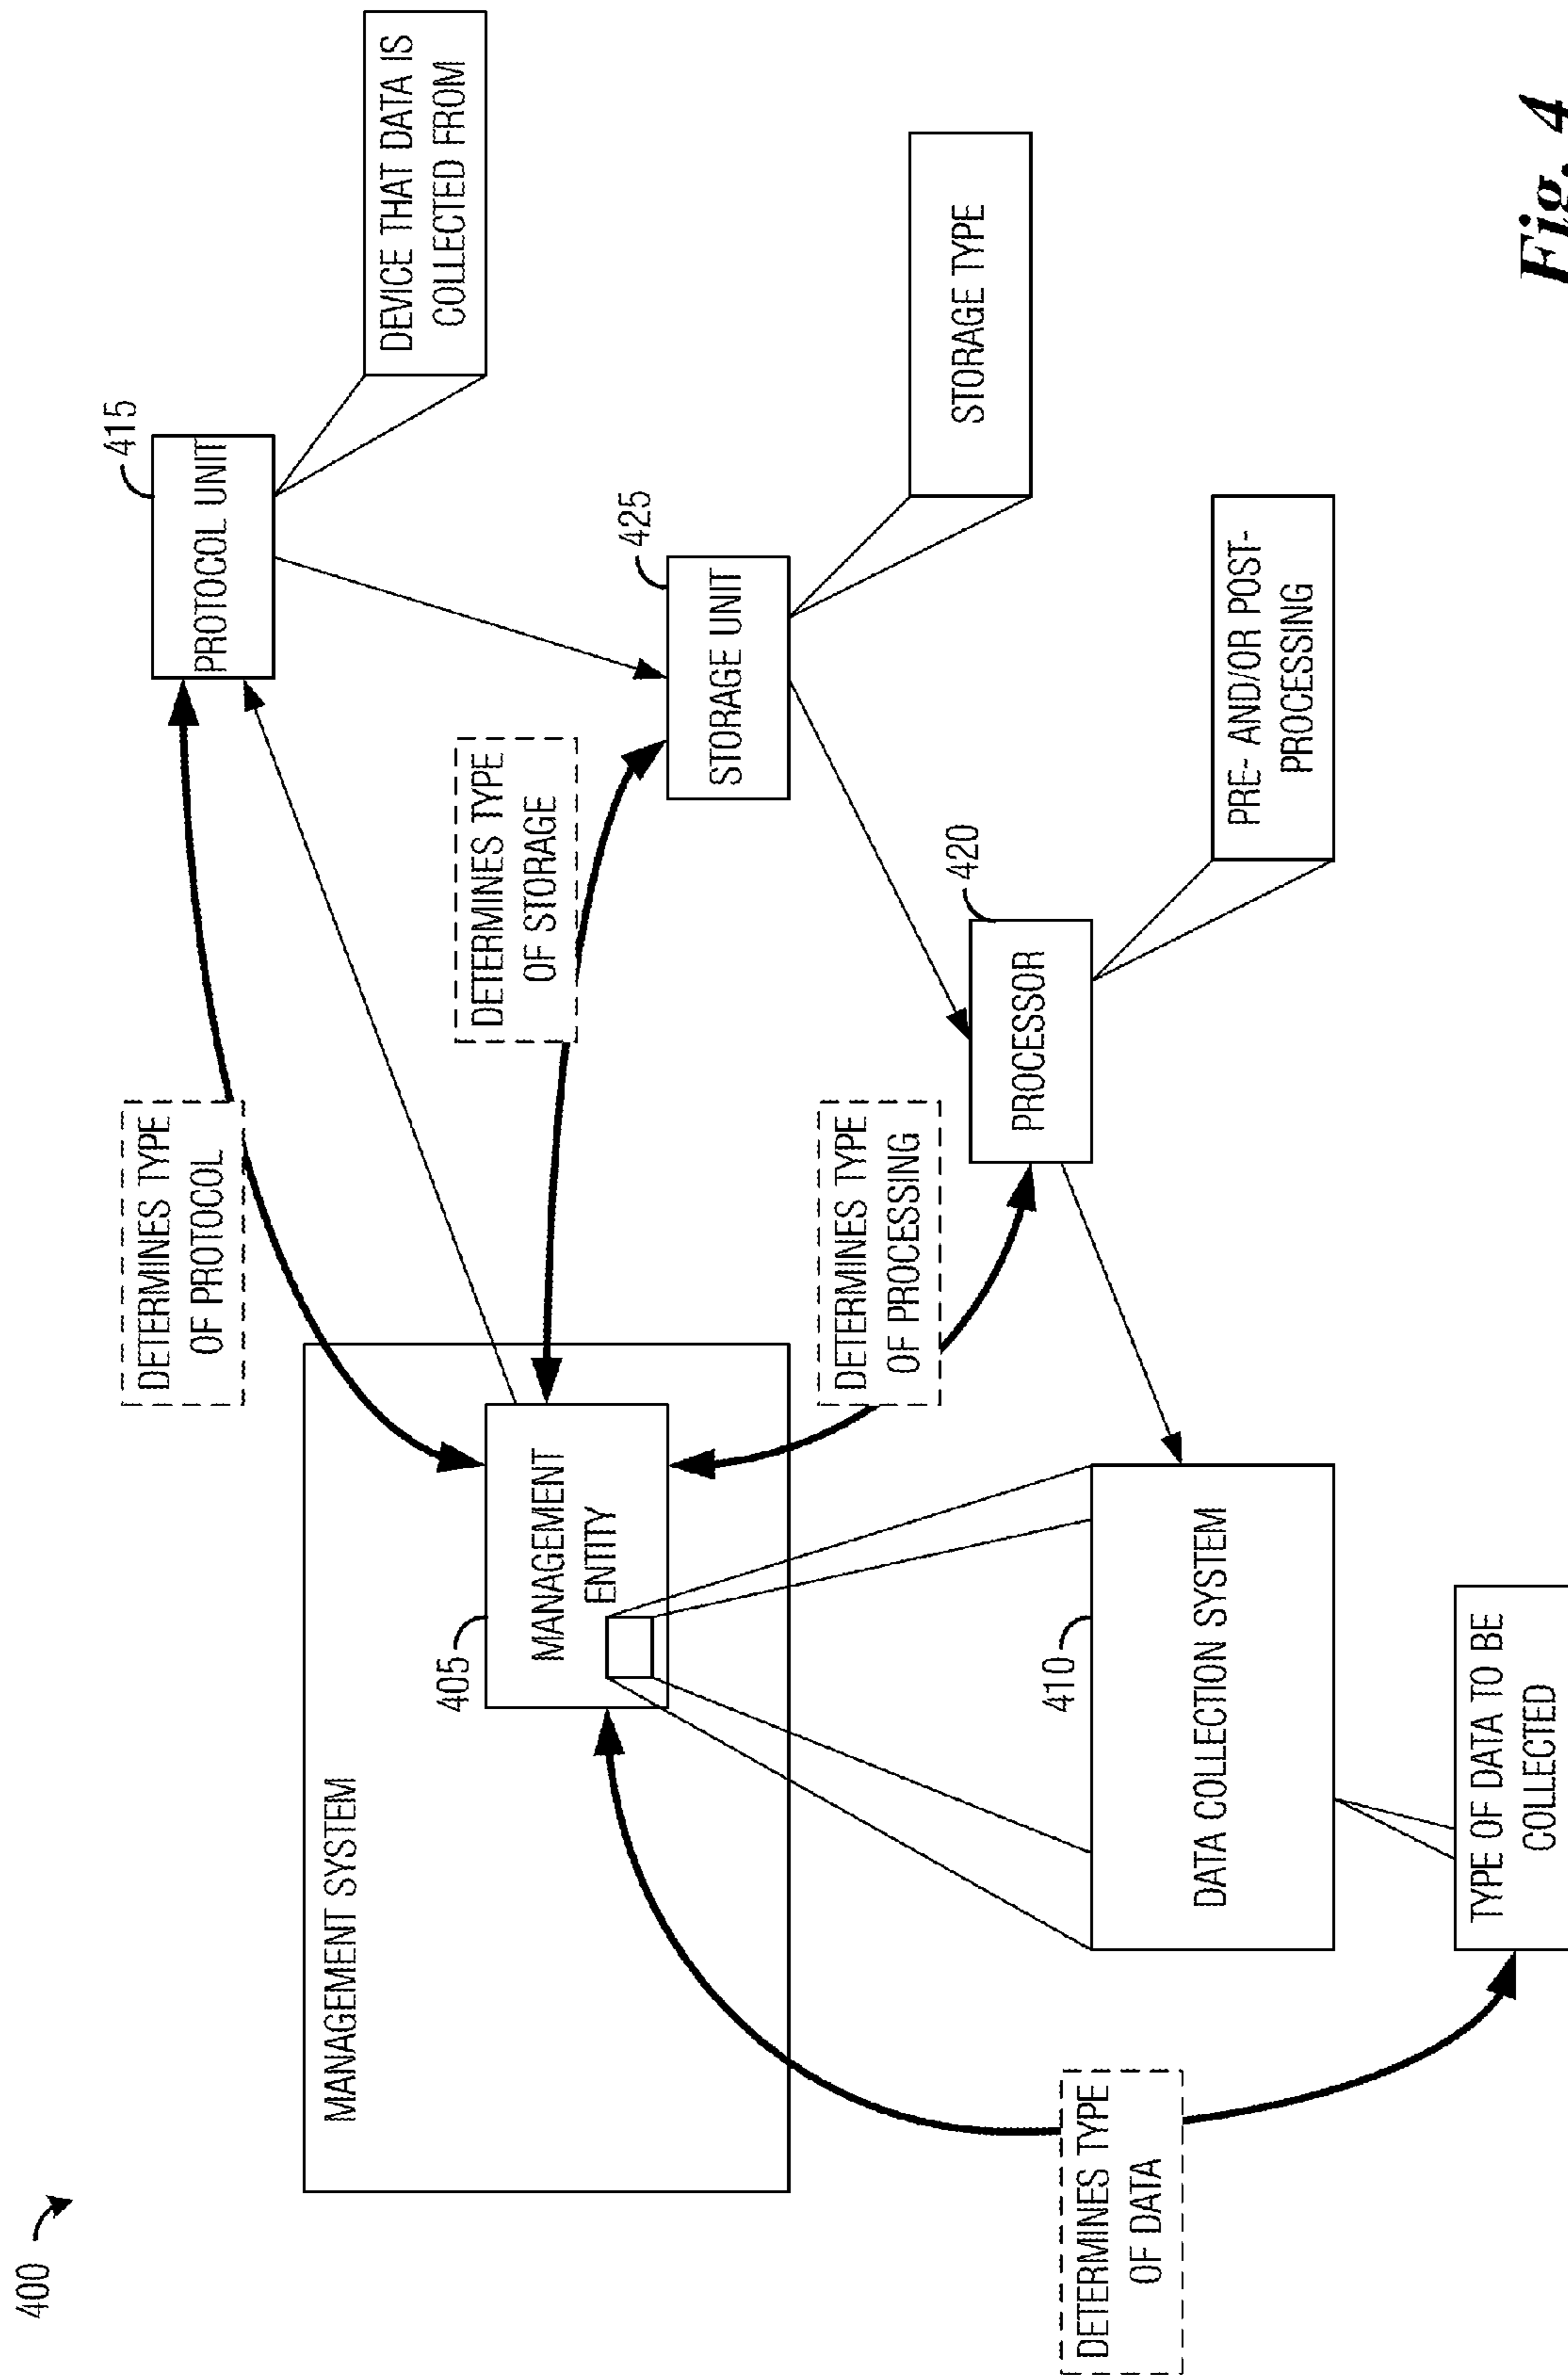 400
DETERMINES TYPE
OF PROTOCOL
415
PROTOCOL UNIT
DEVICE THAT DATA IS
COLLECTED FROM
MANAGEMENT SYSTEM
405
MANAGEMENT
ENTITY
DETERMINES TYPE
OF STORAGE
425
STORAGE UNIT
STORAGE TYPE
DETERMINES TYPE
OF PROCESSING
420
PROCESSOR
PRE- AND/OR POST-
PROCESSING
DETERMINES TYPE
OF DATA
410
DATA COLLECTION SYSTEM
TYPE OF DATA TO BE
COLLECTED
Fig. 4